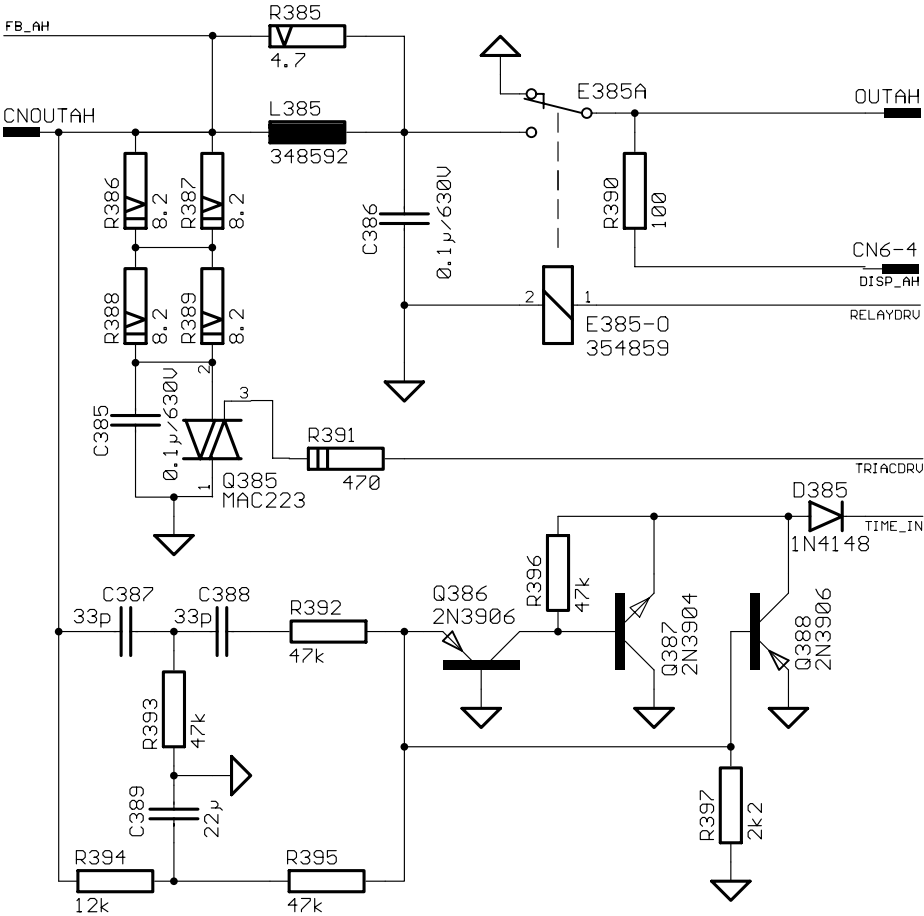 R385
FB_AH
4.7
E385A
OUTAH
CNOUTAH
L385
348592
R386
8.2
R387
8.2
C386
0.1µ/630V
R390
100
CN6-4
DISP_AH
R388
8.2
R389
8.2
2
1
RELAYDRV
E385-O
354859
2
C385
0.1µ/630V
3
1
Q385
MAC223
R391
470
TRIACDRV
D385
TIME_IN
1N4148
R396
47k
C387
33p
C388
33p
R392
47k
Q386
2N3906
Q387
2N3904
Q388
2N3906
R393
47k
C389
22µ
R397
2k2
R394
12k
R395
47k